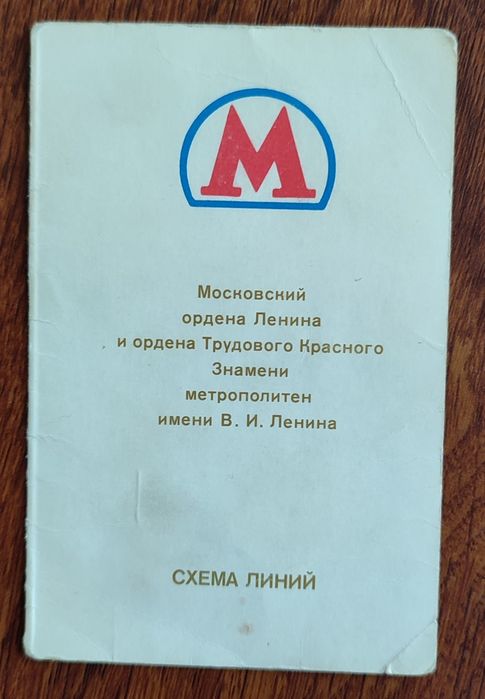 М
Московский
ордена Ленина
и ордена Трудового Красного
Знамени
метрополитен
имени В. И. Ленина
СХЕМА ЛИНИЙ